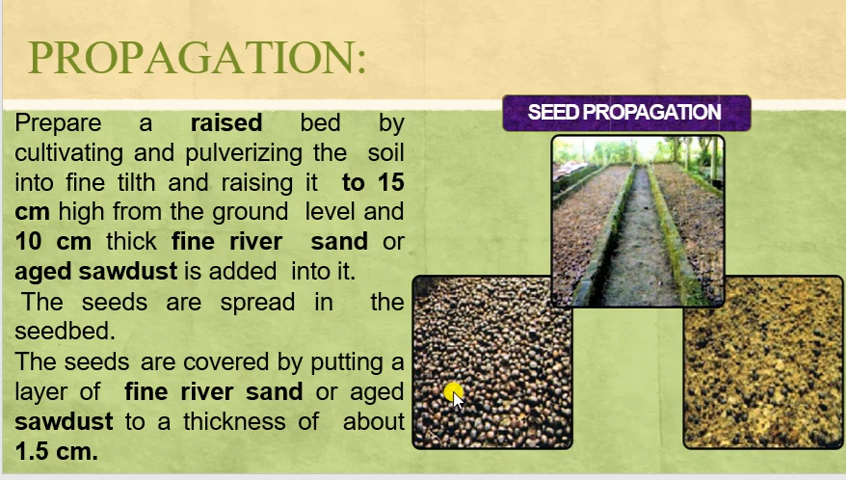 PROPAGATION:
SEED PROPAGATION
Prepare a raised bed by
cultivating and pulverizing the soil
into fine tilth and raising it to 15
cm high from the ground level and
10 cm thick fine river sand or
aged sawdust is added into it.
The seeds are spread in the
seedbed.
The seeds are covered by putting a
layer of fine river sand or aged
sawdust to a thickness of about
1.5 cm.